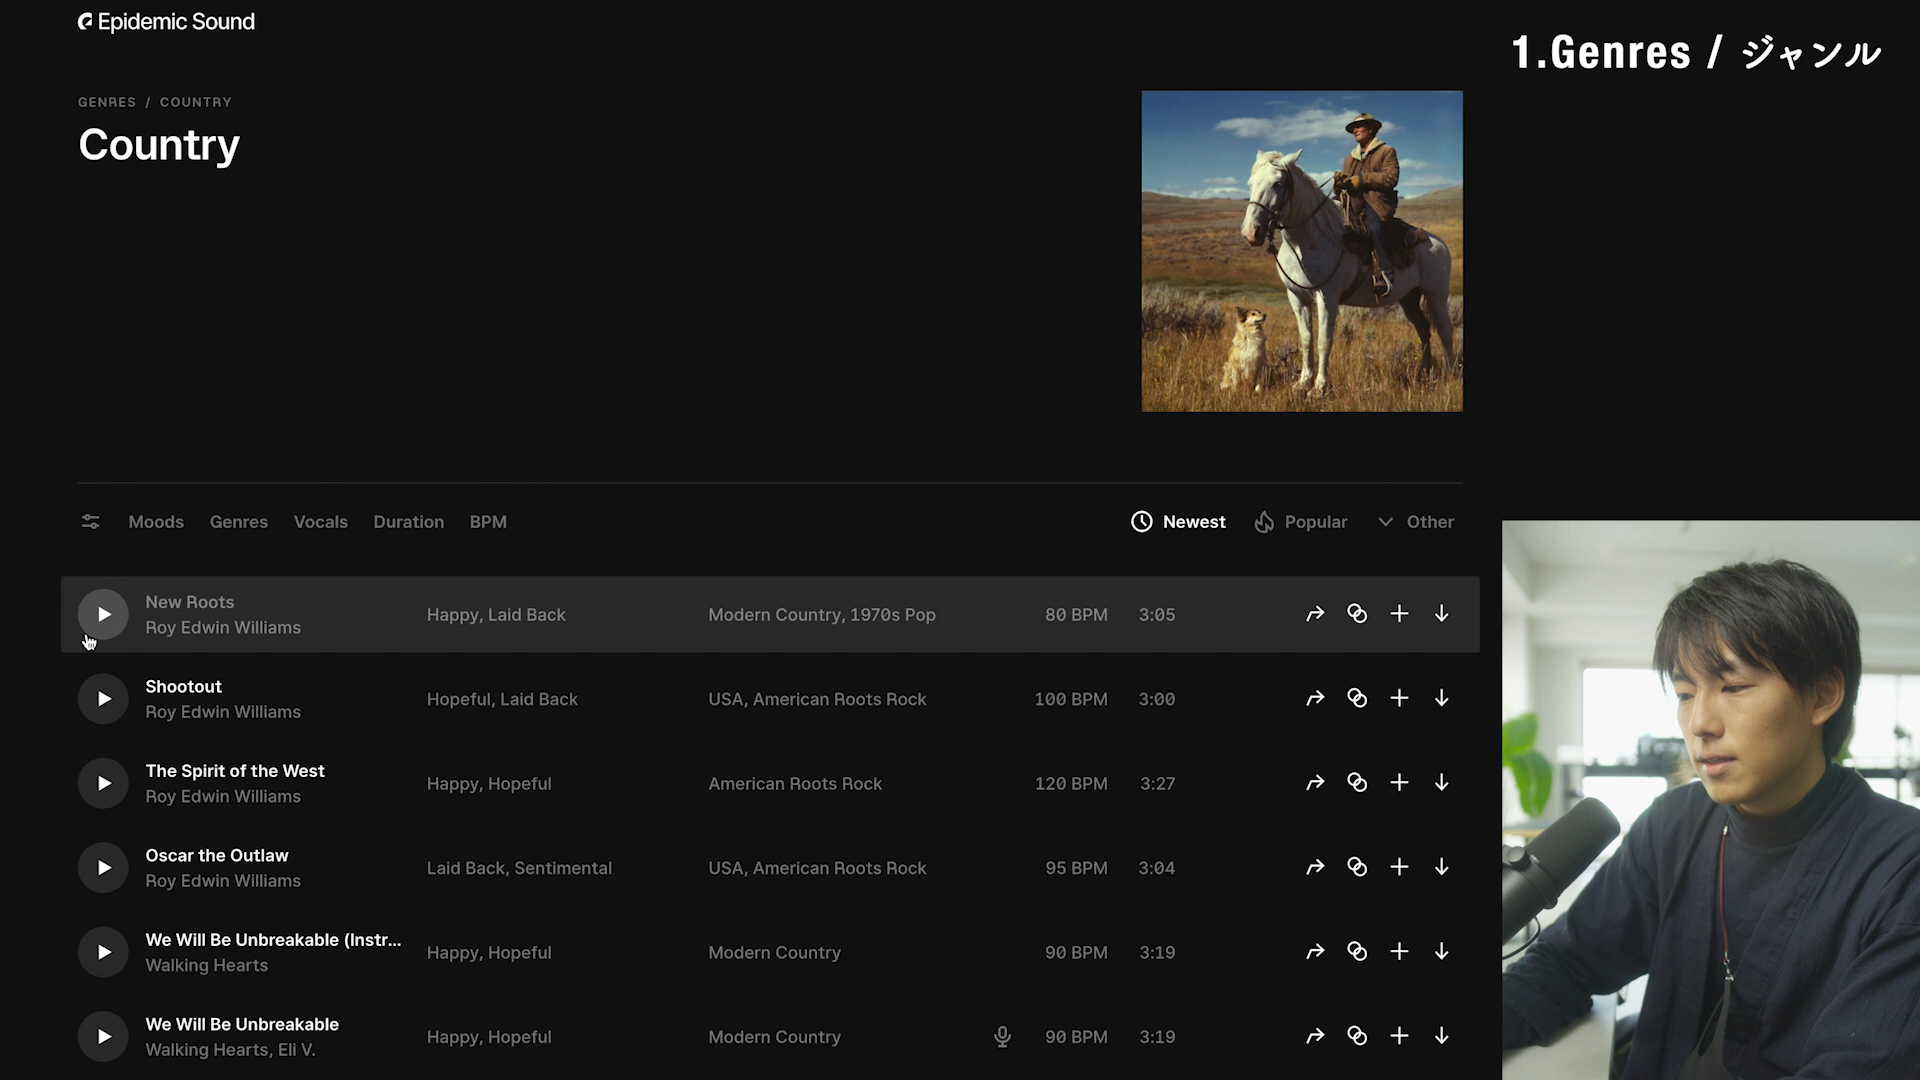 Epidemic Sound
1.Genres / ジャンル
GENRES / COUNTRY
Country
Moods Genres Vocals Duration BPM Newest Popular Other
New Roots
Roy Edwin Williams
Happy, Laid Back Modern Country, 1970s Pop 80 BPM 3:05
Shootout
Roy Edwin Williams
Hopeful, Laid Back USA, American Roots Rock 100 BPM 3:00
The Spirit of the West
Roy Edwin Williams
Happy, Hopeful American Roots Rock 120 BPM 3:27
Oscar the Outlaw
Roy Edwin Williams
Laid Back, Sentimental USA, American Roots Rock 95 BPM 3:04
We Will Be Unbreakable (Instr...
Walking Hearts
Happy, Hopeful Modern Country 90 BPM 3:19
We Will Be Unbreakable
Walking Hearts, Eli V.
Happy, Hopeful Modern Country 90 BPM 3:19